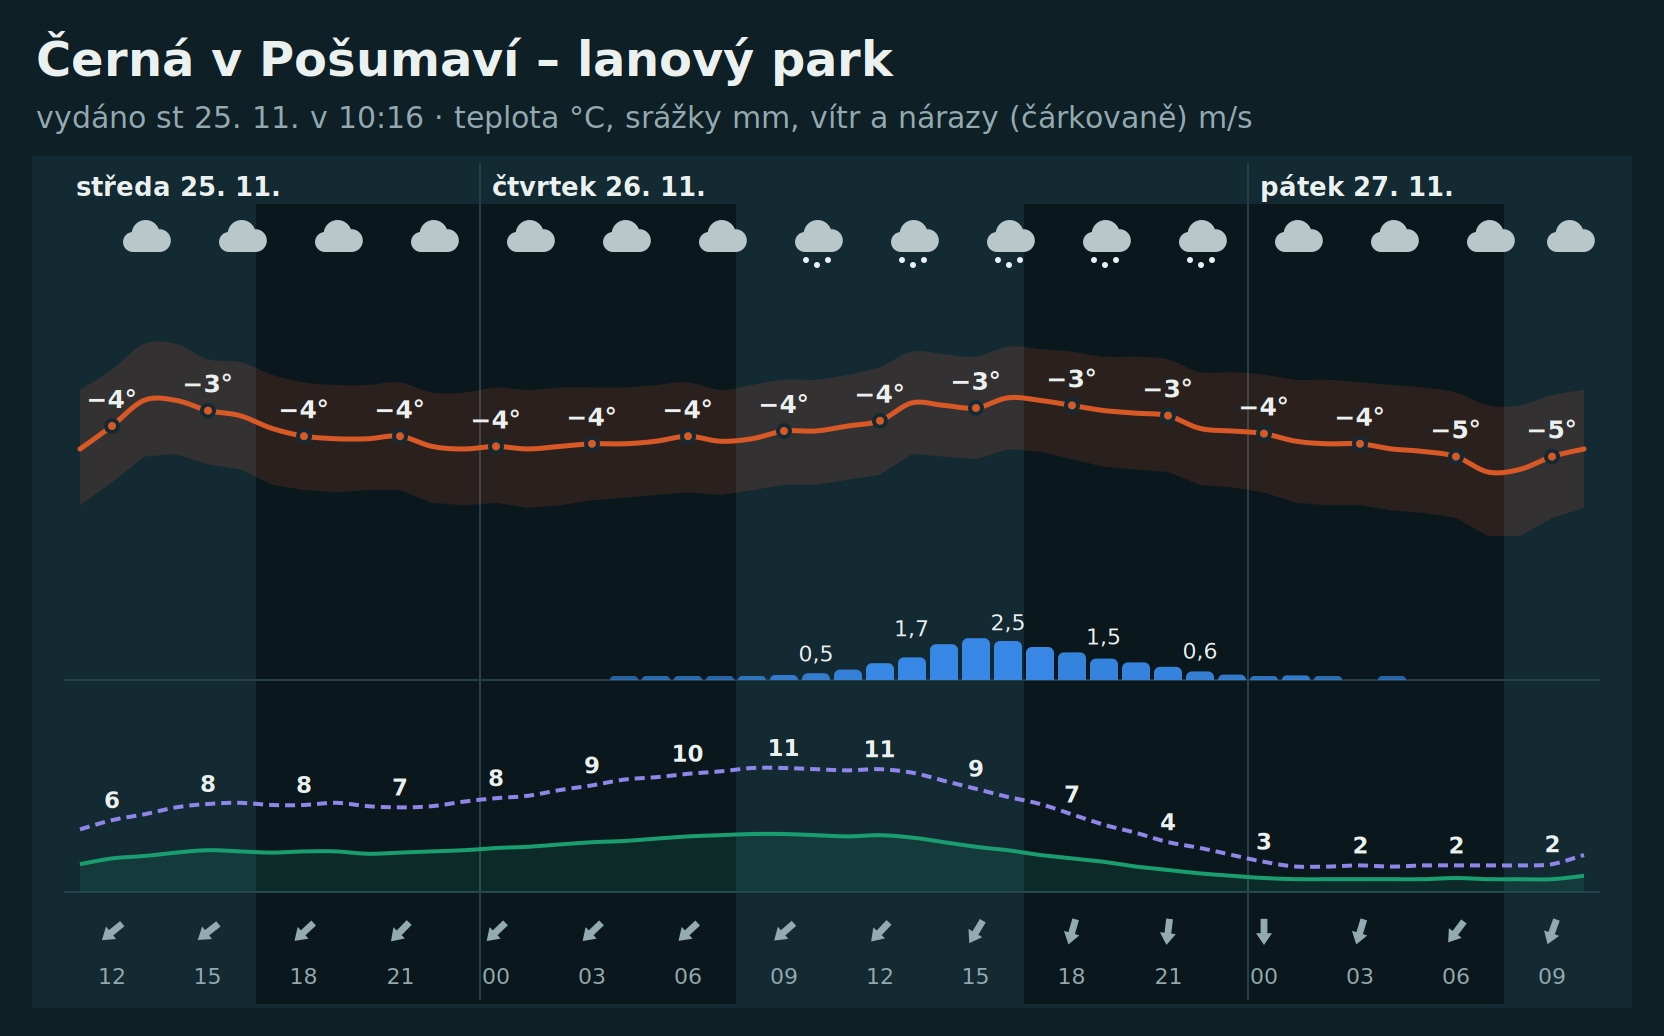 Černá v Pošumaví – lanový park
vydáno st 25. 11. v 10:16 · teplota °C, srážky mm, vítr a nárazy (čárkovaně) m/s
středa 25. 11. čtvrtek 26. 11. pátek 27. 11.
−4° −3° −4° −4° −4° −4° −4° −4° −4° −3° −3° −3° −4° −4° −5° −5°
0,5 1,7 2,5 1,5 0,6
6 8 8 7 8 9 10 11 11 9 7 4 3 2 2 2
12 15 18 21 00 03 06 09 12 15 18 21 00 03 06 09